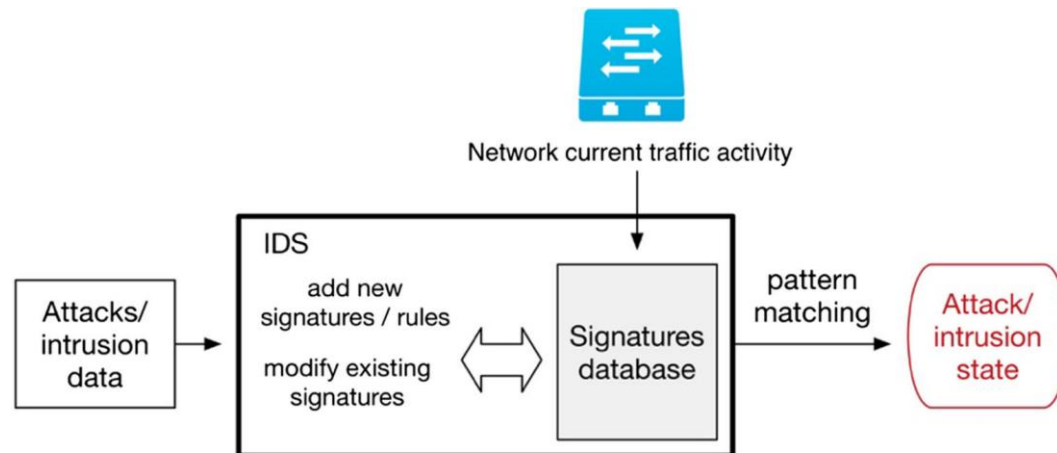 Network current traffic activity
IDS
add new
signatures / rules
modify existing
signatures
Attacks/
intrusion
data
Signatures
database
pattern
matching
Attack/
intrusion
state